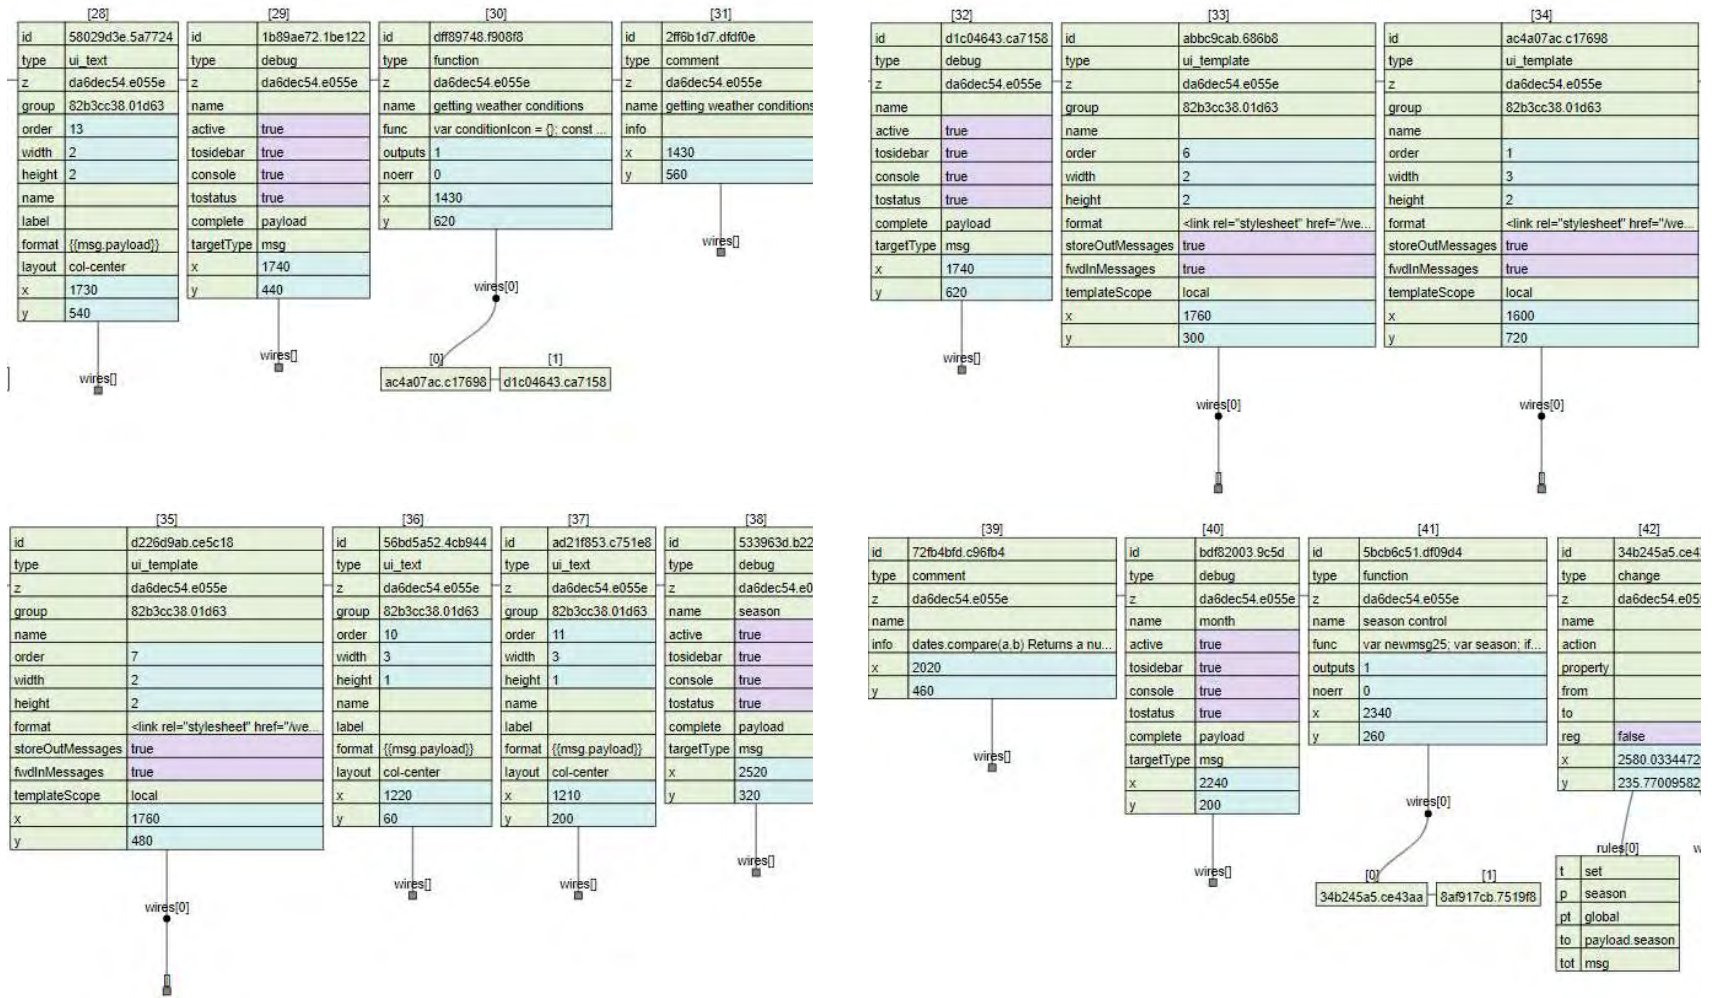 [28]
id 58029d3e.5a7724
type ui_text
z da6dec54.e055e
group 82b3cc38.01d63
order 13
width 2
height 2
name
label
format {{msg.payload}}
layout col-center
x 1730
y 540
wires[]
[29]
id 1b89ae72.1be122
type debug
z da6dec54.e055e
name
active true
tosidebar true
console true
tostatus true
complete payload
targetType msg
x 1740
y 440
wires[]
[30]
id dff89748.f908f8
type function
z da6dec54.e055e
name getting weather conditions
func var conditionIcon = {}; const ...
outputs 1
noerr 0
x 1430
y 620
wires[0]
[0] [1]
ac4a07ac.c17698 d1c04643.ca7158
[31]
id 2ff6b1d7.dfdf0e
type comment
z da6dec54.e055e
name getting weather conditions
info
x 1430
y 560
wires[]
[32]
id d1c04643.ca7158
type debug
z da6dec54.e055e
name
active true
tosidebar true
console true
tostatus true
complete payload
targetType msg
x 1740
y 620
wires[]
[33]
id abbc9cab.686b8
type ui_template
z da6dec54.e055e
group 82b3cc38.01d63
name
order 6
width 2
height 2
format <link rel="stylesheet" href="/we...
storeOutMessages true
fwdInMessages true
templateScope local
x 1760
y 300
wires[0]
[]
[34]
id ac4a07ac.c17698
type ui_template
z da6dec54.e055e
group 82b3cc38.01d63
name
order 1
width 3
height 2
format <link rel="stylesheet" href="/we...
storeOutMessages true
fwdInMessages true
templateScope local
x 1600
y 720
wires[0]
[]
[35]
id d226d9ab.ce5c18
type ui_template
z da6dec54.e055e
group 82b3cc38.01d63
name
order 7
width 2
height 2
format <link rel="stylesheet" href="/we...
storeOutMessages true
fwdInMessages true
templateScope local
x 1760
y 480
wires[0]
[]
[36]
id 56bd5a52.4cb944
type ui_text
z da6dec54.e055e
group 82b3cc38.01d63
order 10
width 3
height 1
name
label
format {{msg.payload}}
layout col-center
x 1220
y 60
wires[]
[37]
id ad21f853.c751e8
type ui_text
z da6dec54.e055e
group 82b3cc38.01d63
order 11
width 3
height 1
name
label
format {{msg.payload}}
layout col-center
x 1210
y 200
wires[]
[38]
id 533963d.b22
type debug
z da6dec54.e0
name season
active true
tosidebar true
console true
tostatus true
complete payload
targetType msg
x 2520
y 320
wires[]
[39]
id 72fb4bfd.c96fb4
type comment
z da6dec54.e055e
name
info dates.compare(a,b) Returns a nu...
x 2020
y 460
wires[]
[40]
id bdf82003.9c5d
type debug
z da6dec54.e055e
name month
active true
tosidebar true
console true
tostatus true
complete payload
targetType msg
x 2240
y 200
wires[]
[41]
id 5bcb6c51.df09d4
type function
z da6dec54.e055e
name season control
func var newmsg25; var season; if...
outputs 1
noerr 0
x 2340
y 260
wires[0]
[0] [1]
34b245a5.ce43aa 8af917cb.7519f8
[42]
id 34b245a5.ce4
type change
z da6dec54.e05
name
action
property
from
to
reg false
x 2580.0334472
y 235.77009582
rules[0]
t set
p season
pt global
to payload.season
tot msg